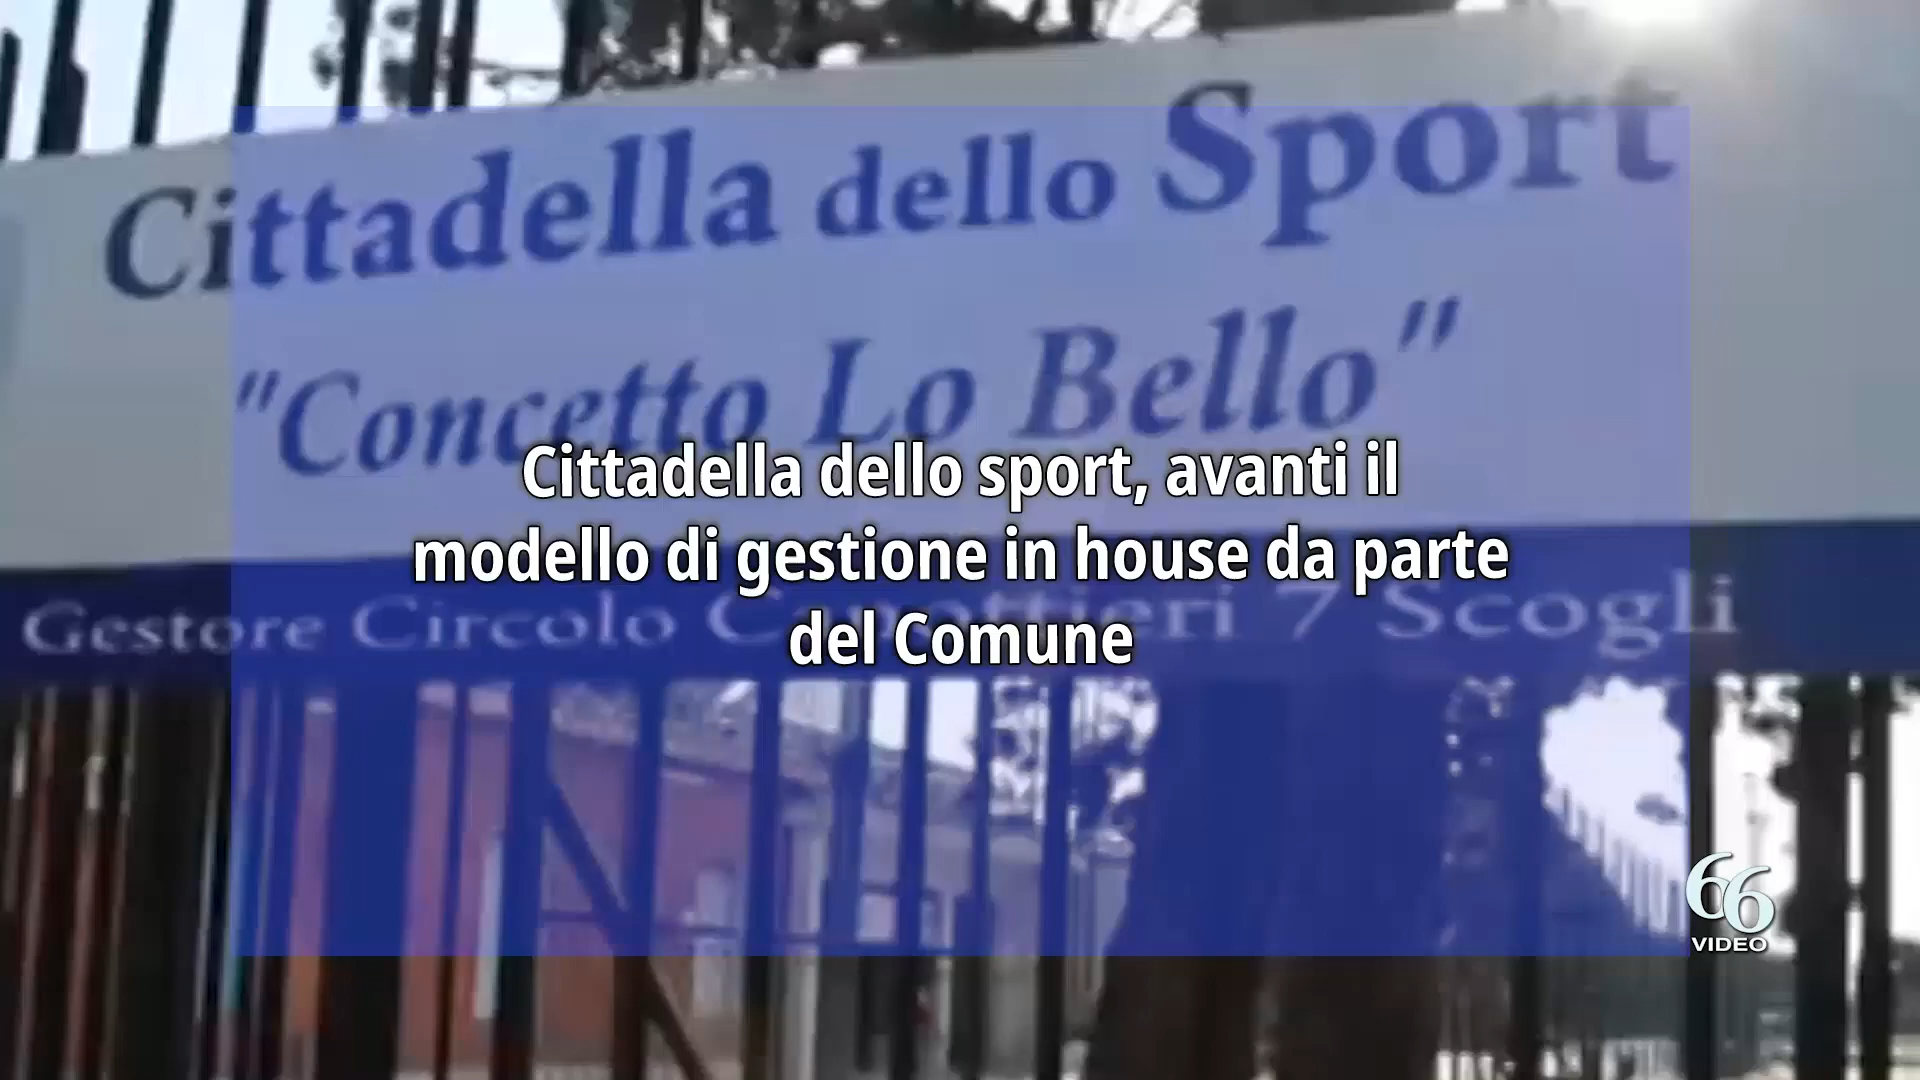 Cittadella dello Sport
"Concetto Lo Bello"
Cittadella dello sport, avanti il
modello di gestione in house da parte
del Comune
Gestore Circolo Canottieri 7 Scogli
66
VIDEO